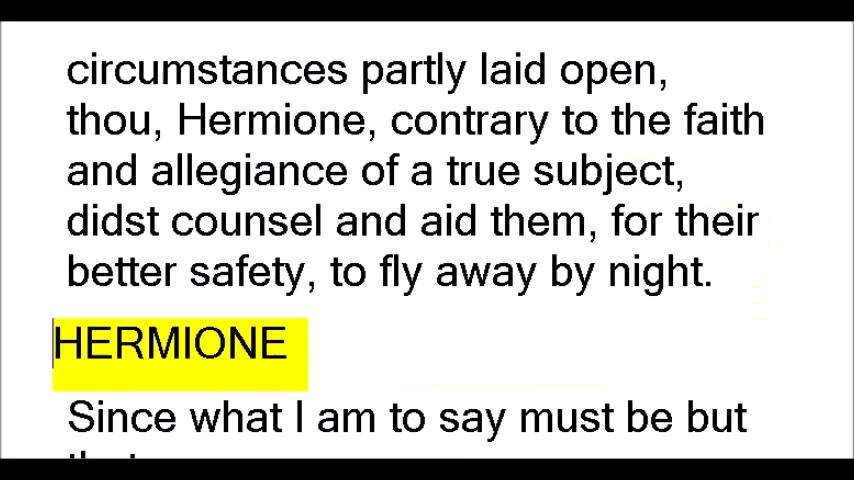 circumstances partly laid open,
thou, Hermione, contrary to the faith
and allegiance of a true subject,
didst counsel and aid them, for their
better safety, to fly away by night.
HERMIONE
Since what I am to say must be but